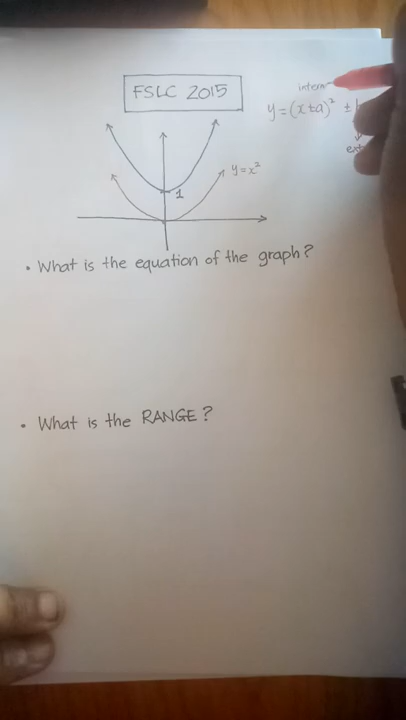 FSLC 2015
y=(x±a)² ±
y=x²
1
• What is the equation of the graph?
• What is the RANGE?